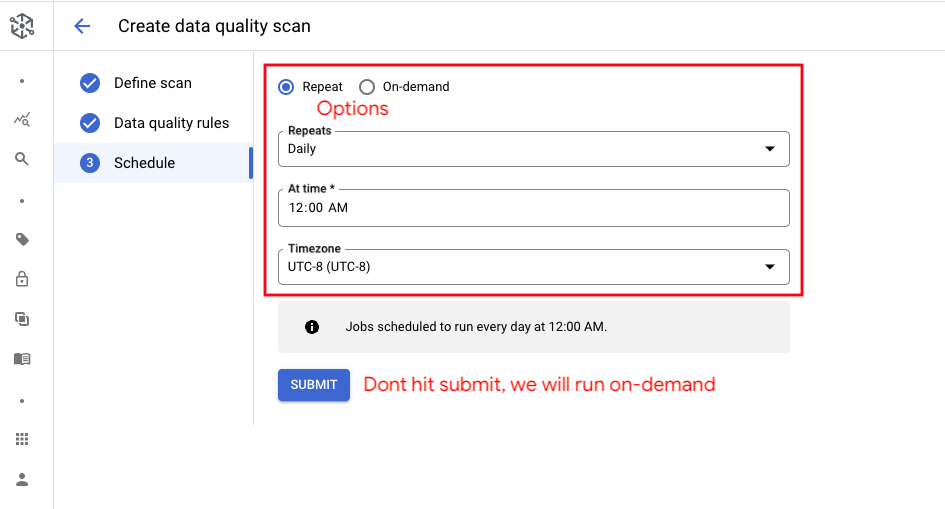 Create data quality scan
Define scan
Data quality rules
3 Schedule
Repeat On-demand
Options
Repeats
Daily
At time *
12:00 AM
Timezone
UTC-8 (UTC-8)
Jobs scheduled to run every day at 12:00 AM.
SUBMIT Dont hit submit, we will run on-demand